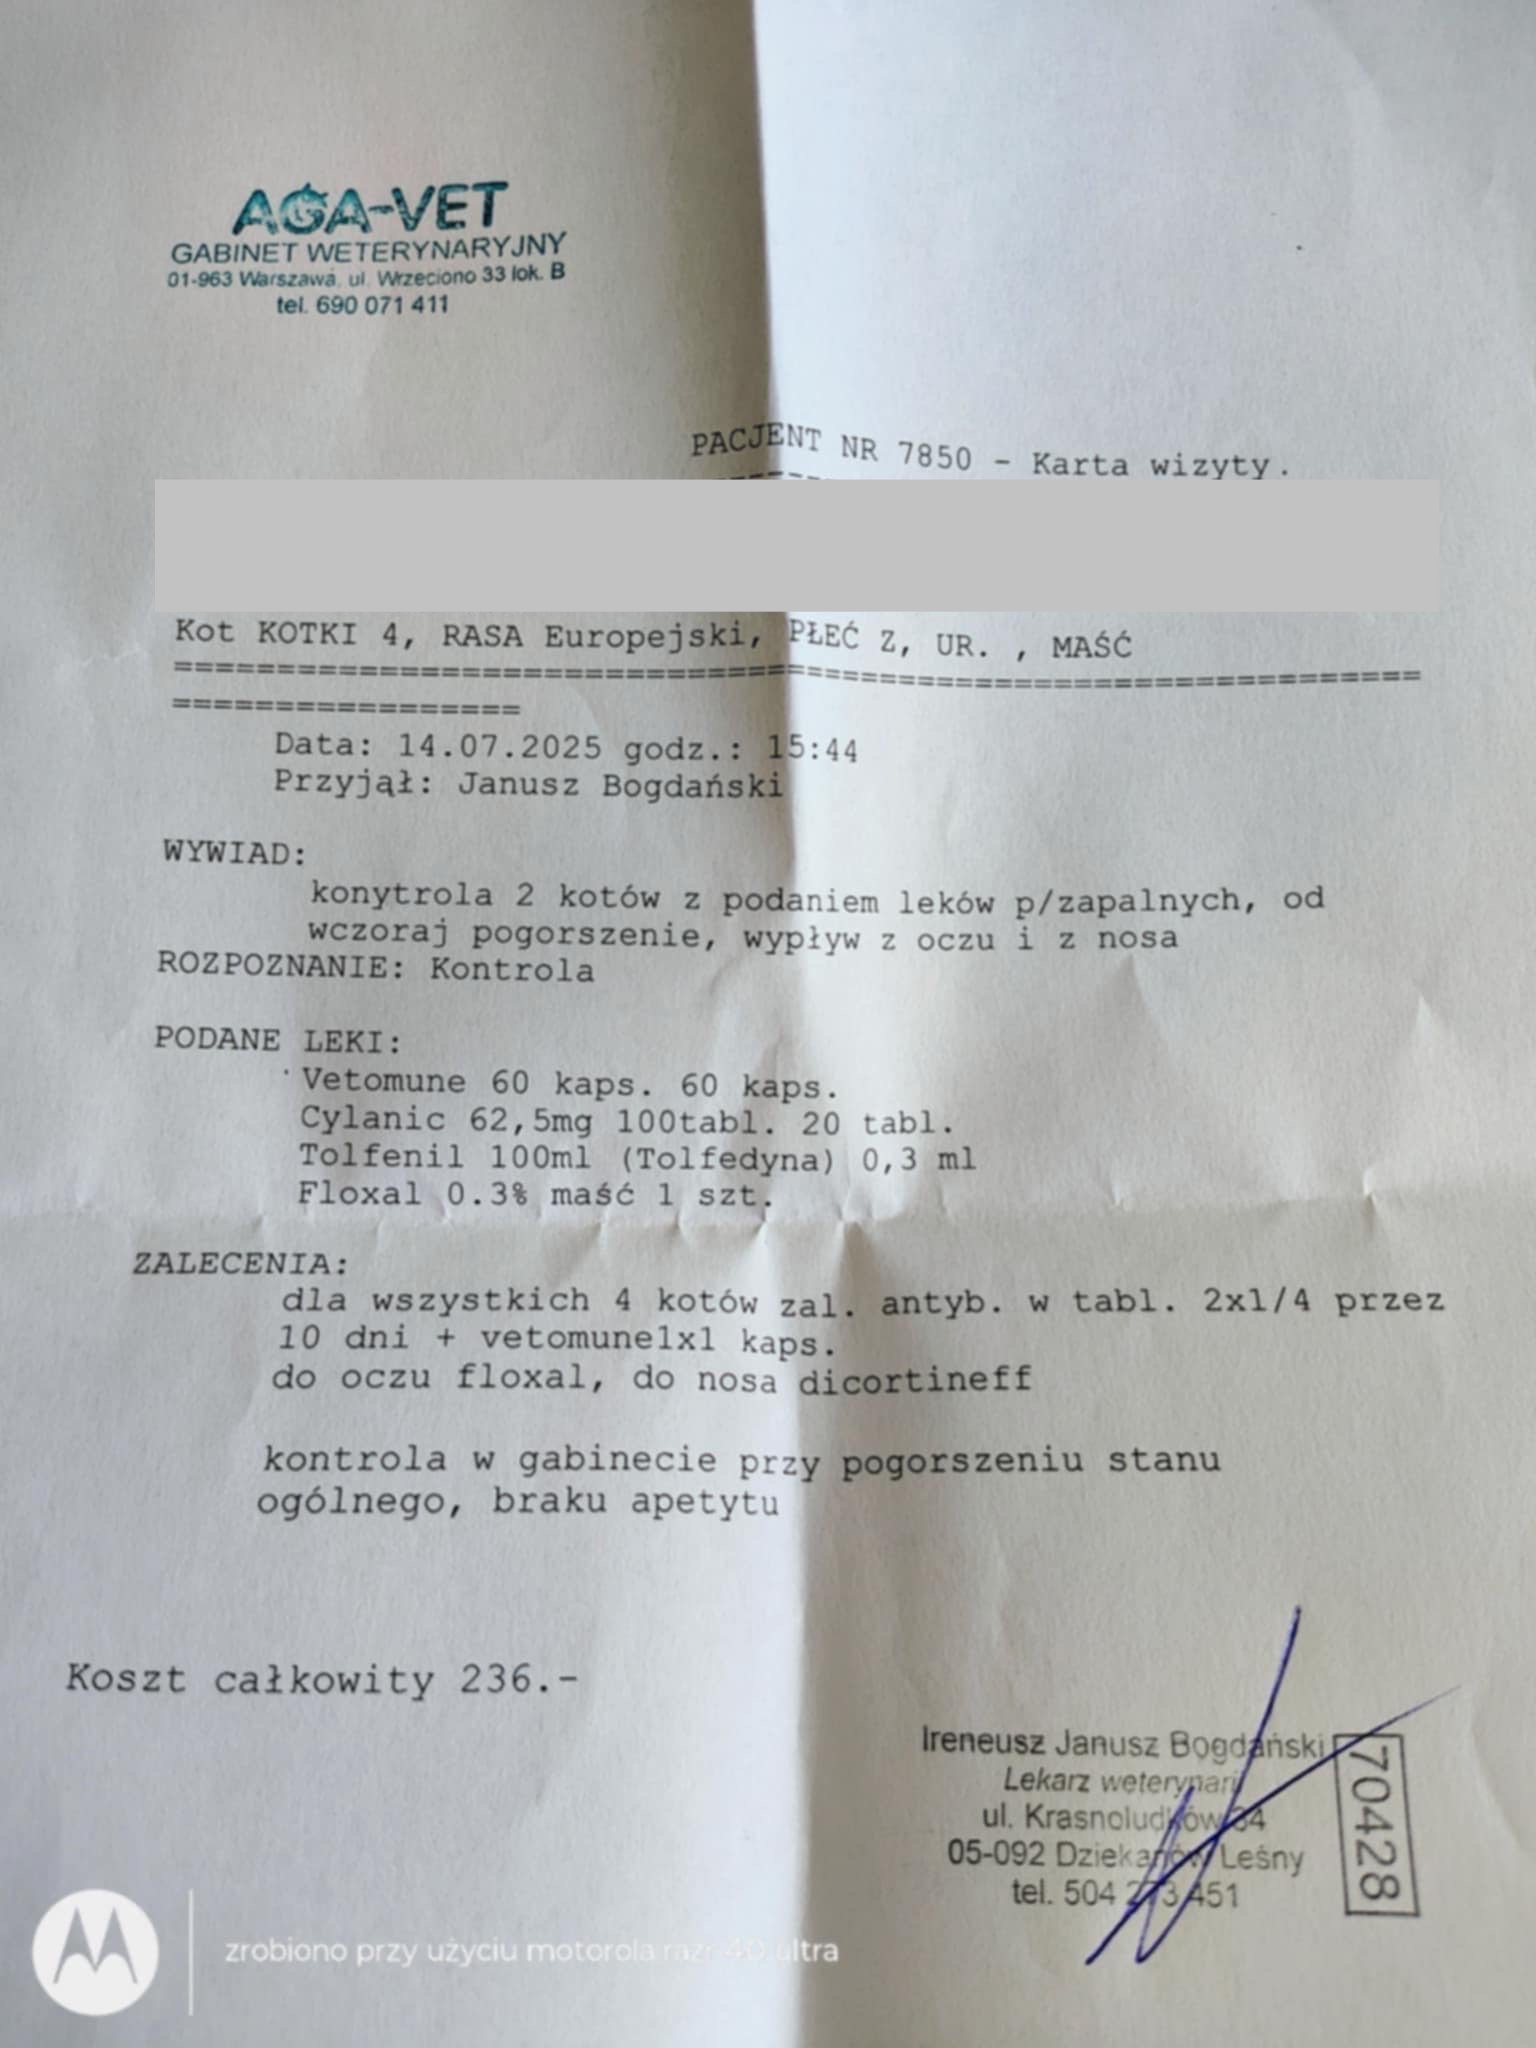 AGA-VET
GABINET WETERYNARYJNY
01-963 Warszawa, ul. Wrzeciono 33 lok. B
tel. 690 071 411
PACJENT NR 7850 - Karta wizyty.
Kot KOTKI 4, RASA Europejski, PŁEĆ Z, UR. , MAŚĆ
Data: 14.07.2025 godz.: 15:44
Przyjął: Janusz Bogdański
WYWIAD:
konytrola 2 kotów z podaniem leków p/zapalnych, od
wczoraj pogorszenie, wypływ z oczu i z nosa
ROZPOZNANIE: Kontrola
PODANE LEKI:
Vetomune 60 kaps. 60 kaps.
Cylanic 62,5mg 100tabl. 20 tabl.
Tolfenil 100ml (Tolfedyna) 0,3 ml
Floxal 0.3% maść 1 szt.
ZALECENIA:
dla wszystkich 4 kotów zal. antyb. w tabl. 2x1/4 przez
10 dni + vetomune1x1 kaps.
do oczu floxal, do nosa dicortineff
kontrola w gabinecie przy pogorszeniu stanu
ogólnego, braku apetytu
Koszt całkowity 236.-
Ireneusz Janusz Bogdański
Lekarz weterynarii
ul. Krasnoludków 34
05-092 Dziekanów Leśny
tel. 504 273 451
70428
zrobiono przy użyciu motorola razr 40 ultra